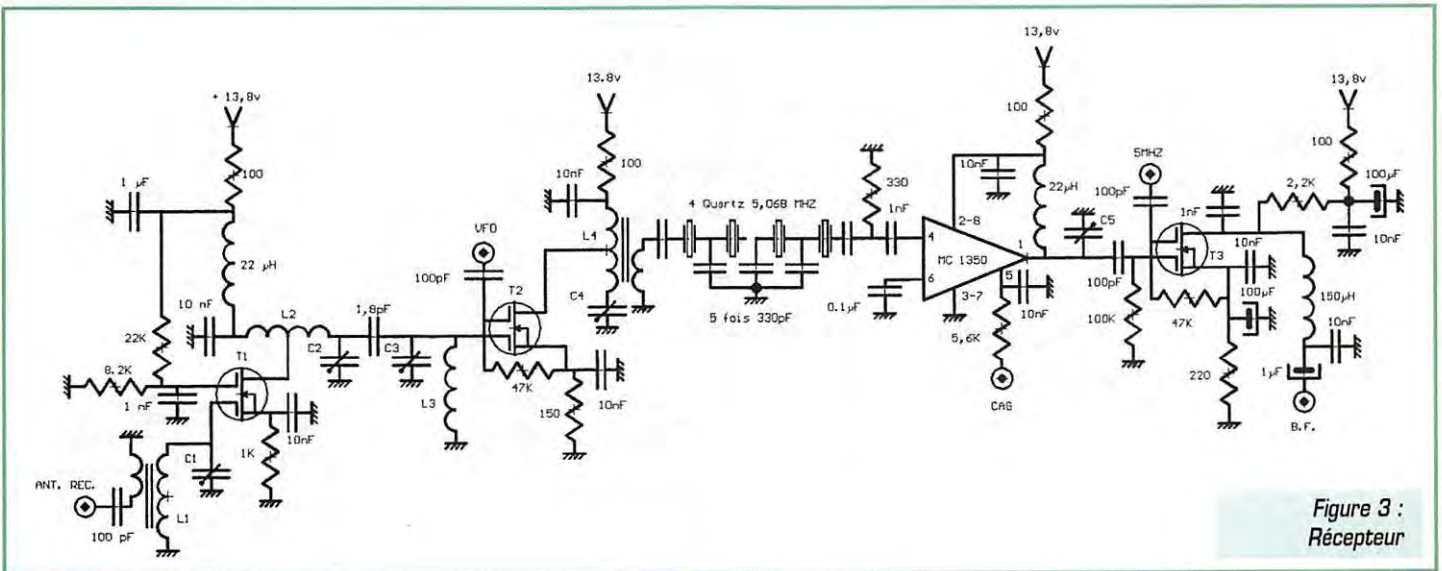 + 13,8v
100
1 µF
22 µH
10 nF
L2
22K
8.2K
T1
1 nF
10nF
C1
1K
ANT. REC.
100 pF
L1
C2
1,8pF
C3
L3
VFO
100pF
T2
47K
150
10nF
13.8v
100
10nF
L4
C4
4 Quartz 5,068 MHZ
5 fois 330pF
330
1nF
0.1µF
4
6
MC 1350
2-8
3-7
1
5
10nF
13,8v
100
22µH
C5
10nF
5,6K
CAG
5MHZ
100pF
100pF
100K
T3
47K
1nF
10nF
100µF
220
2,2K
13,8v
100
100µF
10nF
150µH
10nF
1µF
B.F.
Figure 3 :
Récepteur